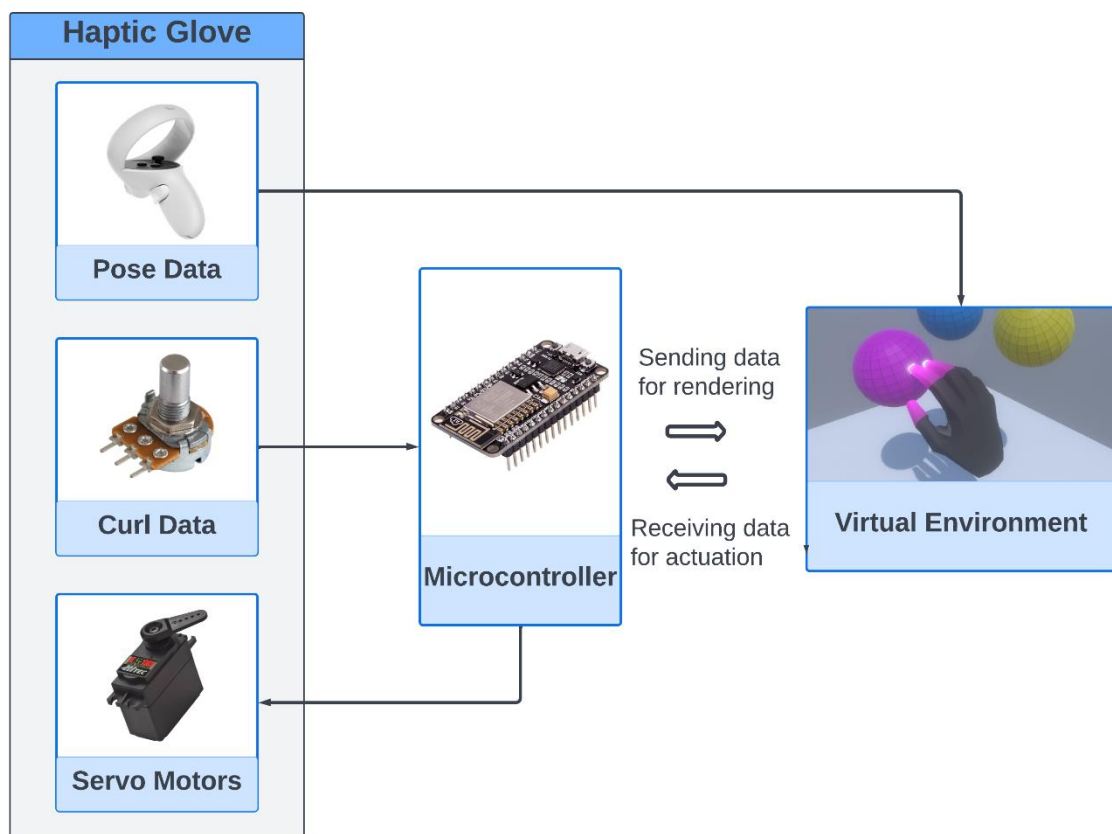 Haptic Glove
Pose Data
Curl Data
Servo Motors
Microcontroller
Sending data
for rendering
Receiving data
for actuation
Virtual Environment